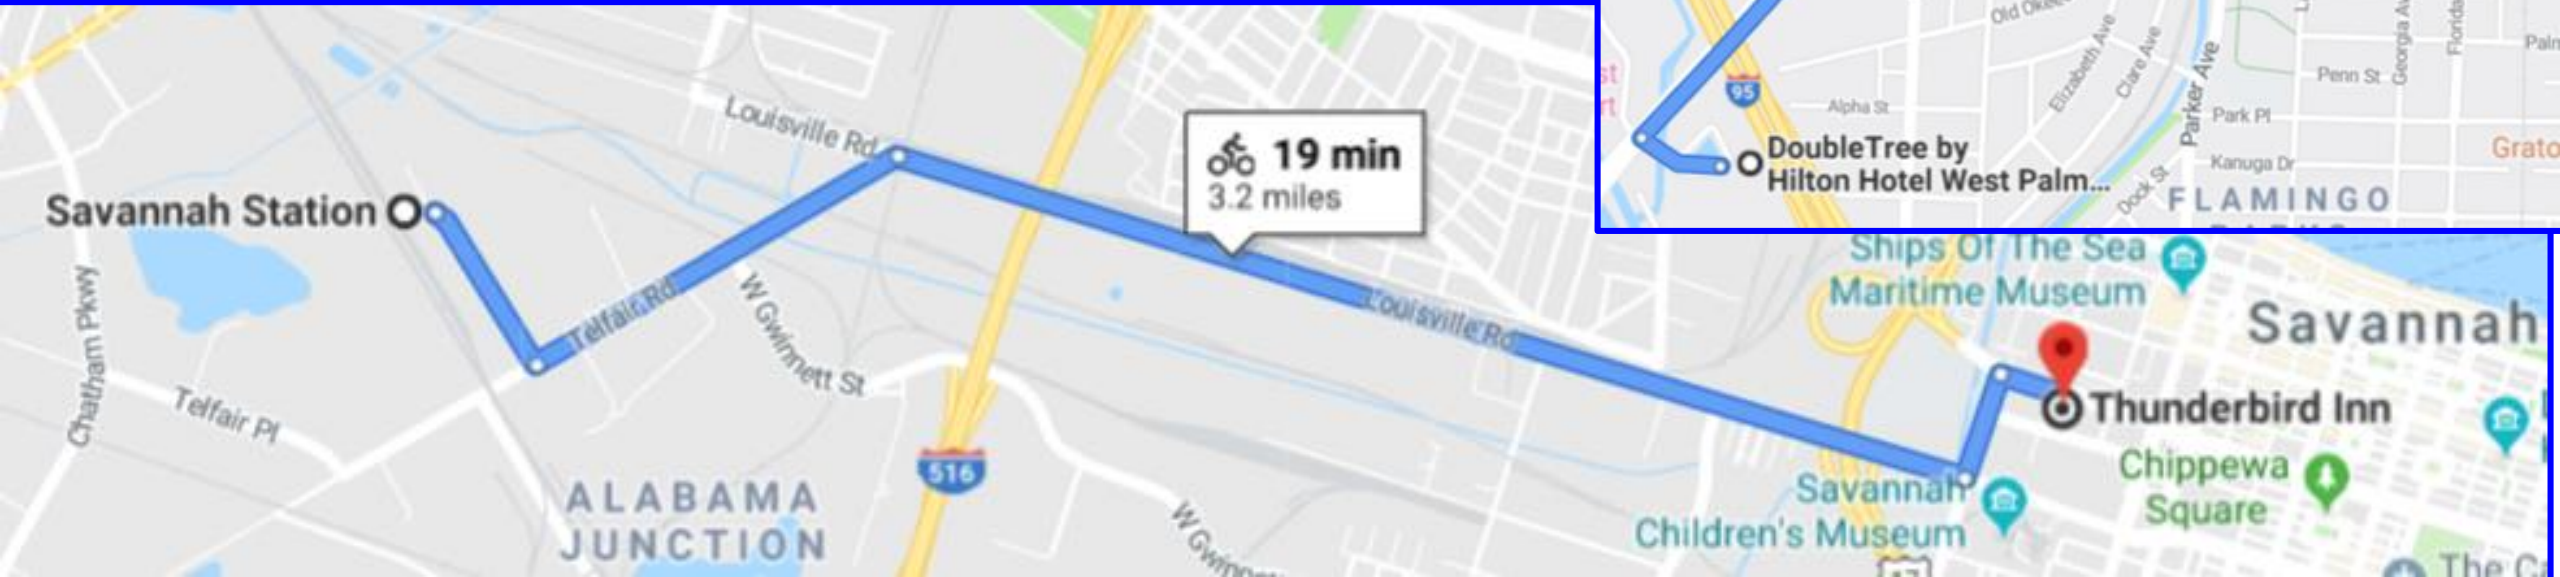 Savannah Station
Chatham Pkwy
Telfair Pl
Telfair Rd
Louisville Rd
W Gwinnett St
ALABAMA
JUNCTION
516
19 min
3.2 miles
Louisville Rd
Ships Of The Sea
Maritime Museum
Savannah
Thunderbird Inn
Chippewa
Square
Savannah
Children's Museum
95
Alpha St
DoubleTree by
Hilton Hotel West Palm...
Elizabeth Ave
Clare Ave
Parker Ave
Dock St
Penn St
Park Pl
Kanuga Dr
FLAMINGO
Georgia Av
Florida
Palm
Grato
Old Okee
W Gwinne
The Ca